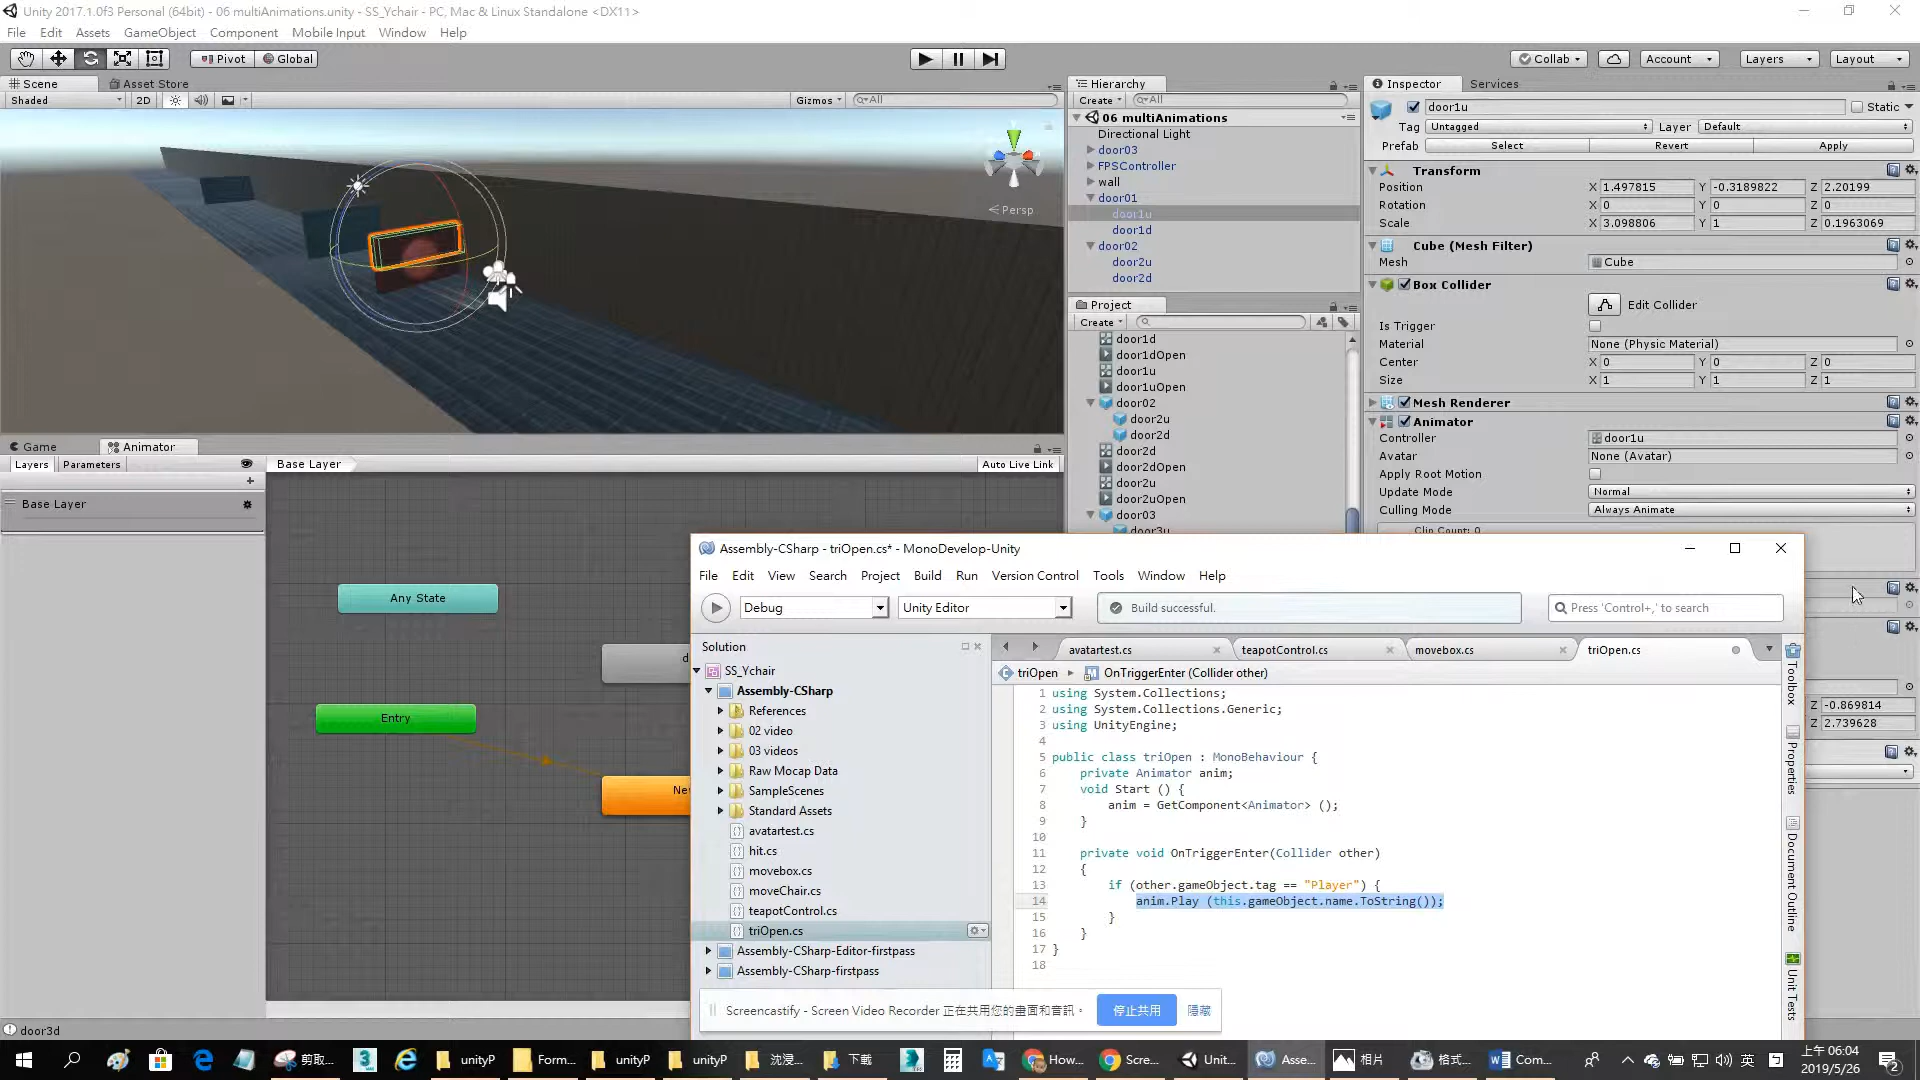 Unity 2017.1.0f3 Personal (64bit) - 06 multiAnimations.unity - SS_Ychair - PC, Mac & Linux Standalone <DX11>
File Edit Assets GameObject Component Mobile Input Window Help
Pivot Global Collab Account Layers Layout
Scene Asset Store
Shaded 2D Gizmos All
Persp
Hierarchy
Create All
06 multiAnimations
Directional Light
door03
FPSController
wall
door01
door1u
door1d
door02
door2u
door2d
Project
Create
door1d
door1dOpen
door1u
door1uOpen
door02
door2u
door2d
door2d
door2dOpen
door2u
door2uOpen
door03
door3u
Inspector Services
door1u Static
Tag Untagged Layer Default
Prefab Select Revert Apply
Transform
Position X 1.497815 Y -0.3189822 Z 2.20199
Rotation X 0 Y 0 Z 0
Scale X 3.098806 Y 1 Z 0.1963069
Cube (Mesh Filter)
Mesh Cube
Box Collider
Edit Collider
Is Trigger
Material None (Physic Material)
Center X 0 Y 0 Z 0
Size X 1 Y 1 Z 1
Mesh Renderer
Animator
Controller door1u
Avatar None (Avatar)
Apply Root Motion
Update Mode Normal
Culling Mode Always Animate
Clip Count: 0
Z -0.869814
Z 2.739628
Game Animator
Layers Parameters Base Layer Auto Live Link
Base Layer
Any State
Entry
Assembly-CSharp - triOpen.cs* - MonoDevelop-Unity
File Edit View Search Project Build Run Version Control Tools Window Help
Debug Unity Editor Build successful. Press 'Control+,' to search
Solution
SS_Ychair
Assembly-CSharp
References
02 video
03 videos
Raw Mocap Data
SampleScenes
Standard Assets
avatartest.cs
hit.cs
movebox.cs
moveChair.cs
teapotControl.cs
triOpen.cs
Assembly-CSharp-Editor-firstpass
Assembly-CSharp-firstpass
avatartest.cs teapotControl.cs movebox.cs triOpen.cs
triOpen OnTriggerEnter (Collider other)
1 using System.Collections;
2 using System.Collections.Generic;
3 using UnityEngine;
4
5 public class triOpen : MonoBehaviour {
6 private Animator anim;
7 void Start () {
8 anim = GetComponent<Animator> ();
9 }
10
11 private void OnTriggerEnter(Collider other)
12 {
13 if (other.gameObject.tag == "Player") {
14 anim.Play (this.gameObject.name.ToString());
15 }
16 }
17 }
18
Toolbox
Properties
Document Outline
Unit Tests
Screencastify - Screen Video Recorder 正在共用您的畫面和音訊。 停止共用 隱藏
door3d
剪取... unityP Form... unityP unityP 沈浸... 下載 How... Scre... Unit... Asse... 相片 格式... Com... 英
上午 06:04
2019/5/26
2